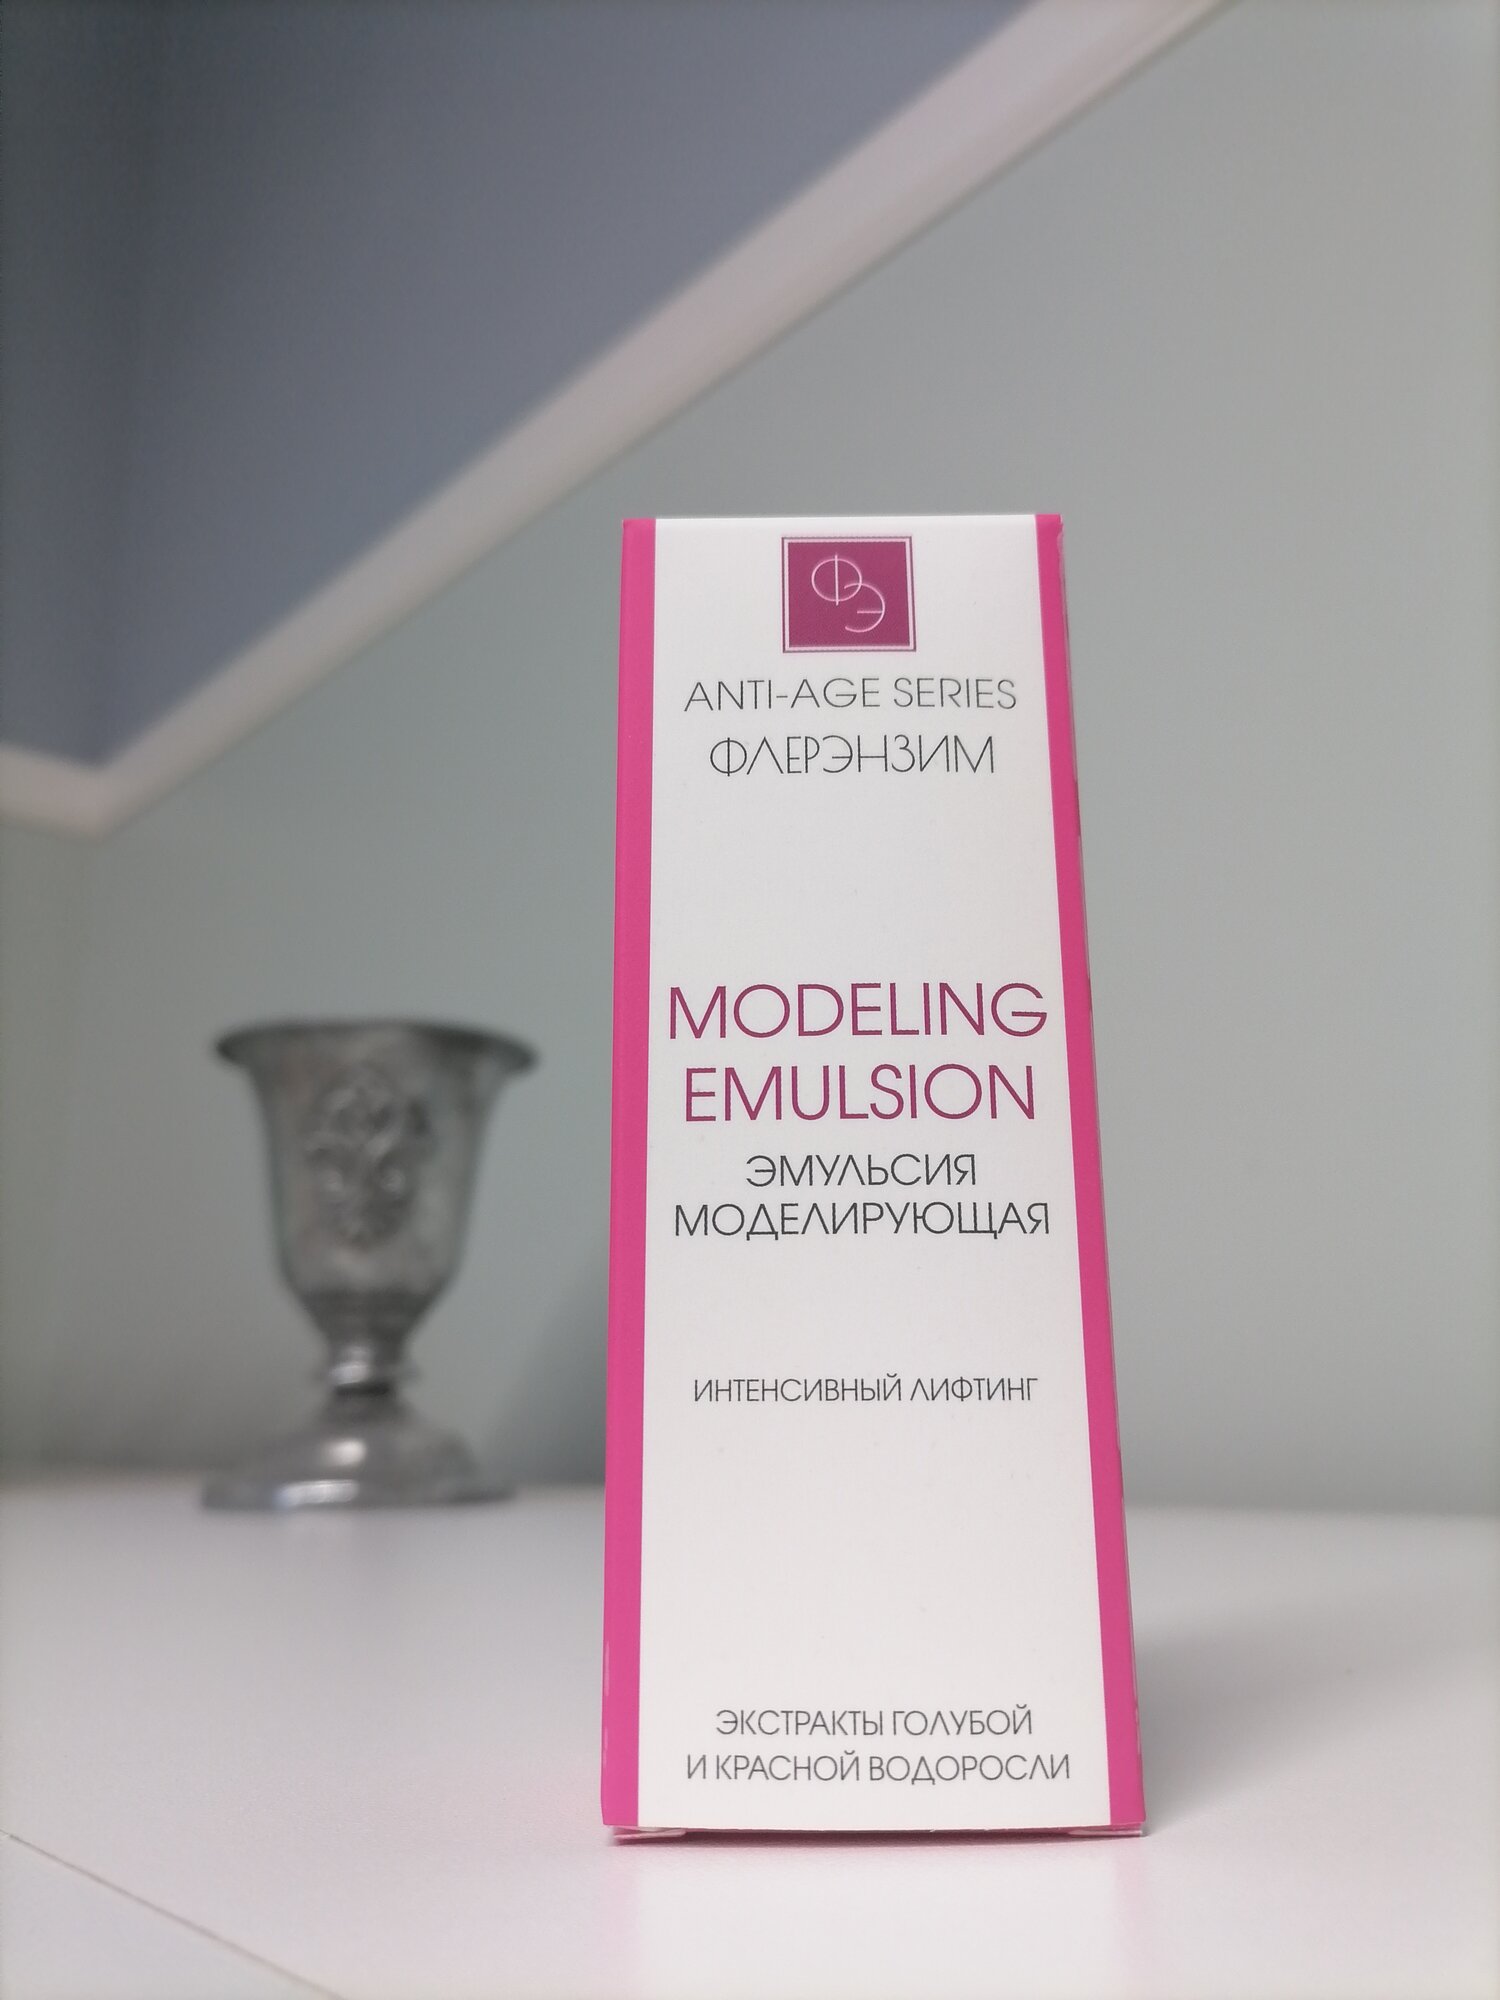 ФЭ
ANTI-AGE SERIES
ФЛЕРЭНЗИМ
MODELING
EMULSION
ЭМУЛЬСИЯ
МОДЕЛИРУЮЩАЯ
ИНТЕНСИВНЫЙ ЛИФТИНГ
ЭКСТРАКТЫ ГОЛУБОЙ
И КРАСНОЙ ВОДОРОСЛИ